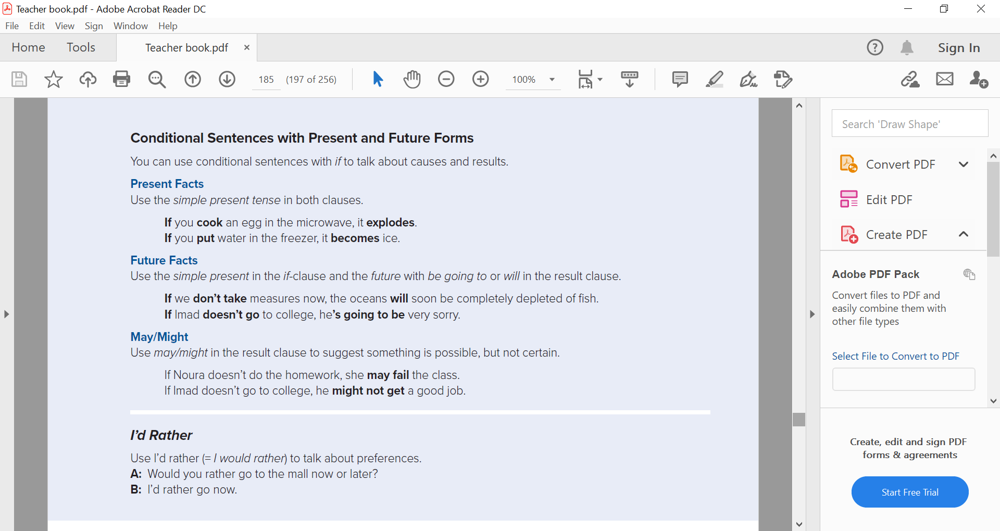 Teacher book.pdf - Adobe Acrobat Reader DC
File Edit View Sign Window Help
Home Tools Teacher book.pdf × Sign In
185 (197 of 256) 100%
Conditional Sentences with Present and Future Forms
You can use conditional sentences with if to talk about causes and results.
Present Facts
Use the simple present tense in both clauses.
If you cook an egg in the microwave, it explodes.
If you put water in the freezer, it becomes ice.
Future Facts
Use the simple present in the if-clause and the future with be going to or will in the result clause.
If we don't take measures now, the oceans will soon be completely depleted of fish.
If Imad doesn't go to college, he's going to be very sorry.
May/Might
Use may/might in the result clause to suggest something is possible, but not certain.
If Noura doesn't do the homework, she may fail the class.
If Imad doesn't go to college, he might not get a good job.
I'd Rather
Use I'd rather (= I would rather) to talk about preferences.
A: Would you rather go to the mall now or later?
B: I'd rather go now.
Search 'Draw Shape'
Convert PDF
Edit PDF
Create PDF
Adobe PDF Pack
Convert files to PDF and
easily combine them with
other file types
Select File to Convert to PDF
Create, edit and sign PDF
forms & agreements
Start Free Trial